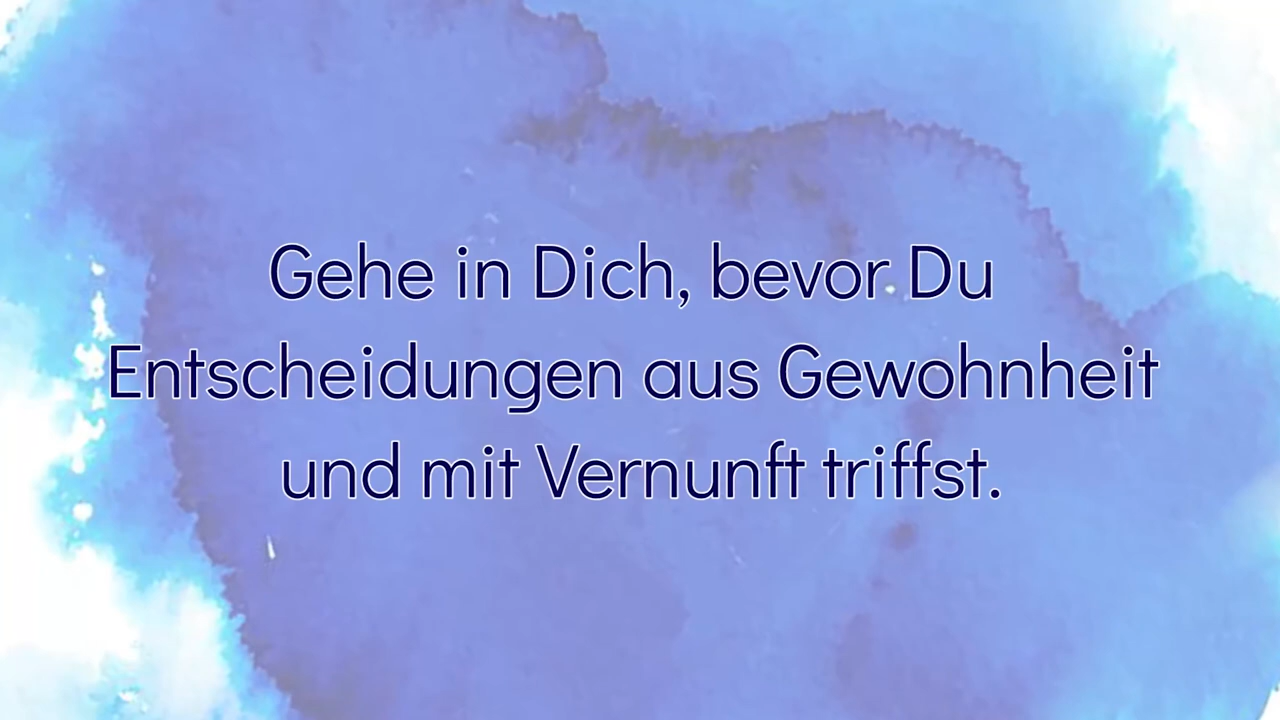 Gehe in Dich, bevor Du
Entscheidungen aus Gewohnheit
und mit Vernunft triffst.